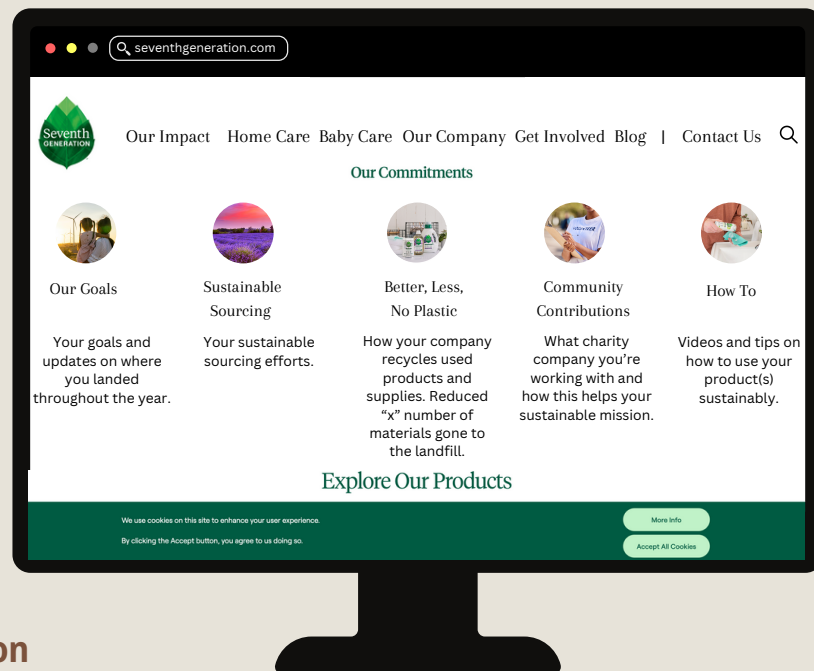 seventhgeneration.com
Seventh
GENERATION
Our Impact Home Care Baby Care Our Company Get Involved Blog | Contact Us
Our Commitments
Our Goals
Your goals and
updates on where
you landed
throughout the year.
Sustainable
Sourcing
Your sustainable
sourcing efforts.
Better, Less,
No Plastic
How your company
recycles used
products and
supplies. Reduced
“x” number of
materials gone to
the landfill.
Community
Contributions
What charity
company you’re
working with and
how this helps your
sustainable mission.
How To
Videos and tips on
how to use your
product(s)
sustainably.
Explore Our Products
We use cookies on this site to enhance your user experience.
By clicking the Accept button, you agree to us doing so.
More Info
Accept All Cookies
on